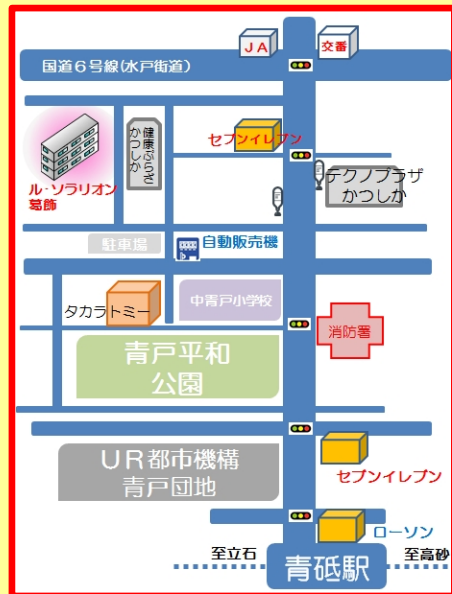 JA
交番
国道6号線(水戸街道)
健康ぷらざ
かつしか
セブンイレブン
ル・ソラリオン
葛飾
テクノプラザ
かつしか
駐車場
自動販売機
タカラトミー
中青戸小学校
消防署
青戸平和
公園
UR都市機構
青戸団地
セブンイレブン
ローソン
至立石
青砥駅
至高砂